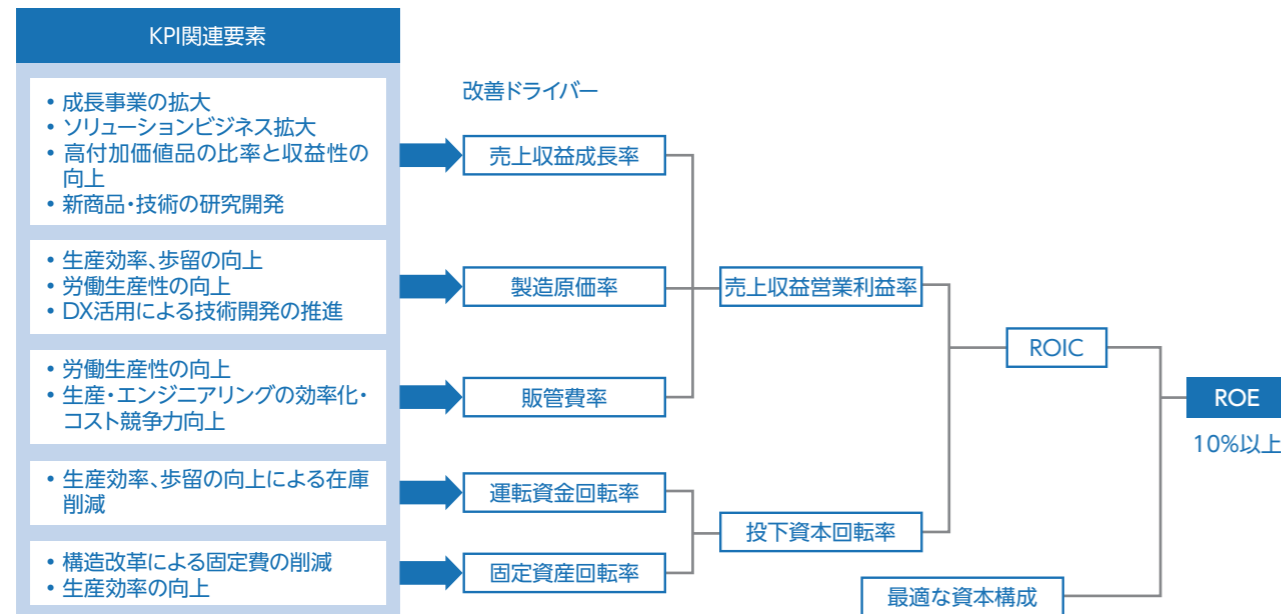 KPI関連要素
• 成長事業の拡大
• ソリューションビジネス拡大
• 高付加価値品の比率と収益性の
向上
• 新商品・技術の研究開発
• 生産効率、歩留の向上
• 労働生産性の向上
• DX活用による技術開発の推進
• 労働生産性の向上
• 生産・エンジニアリングの効率化・
コスト競争力向上
• 生産効率、歩留の向上による在庫
削減
• 構造改革による固定費の削減
• 生産効率の向上
改善ドライバー
売上収益成長率
製造原価率
販管費率
運転資金回転率
固定資産回転率
売上収益営業利益率
投下資本回転率
ROIC
最適な資本構成
ROE
10%以上